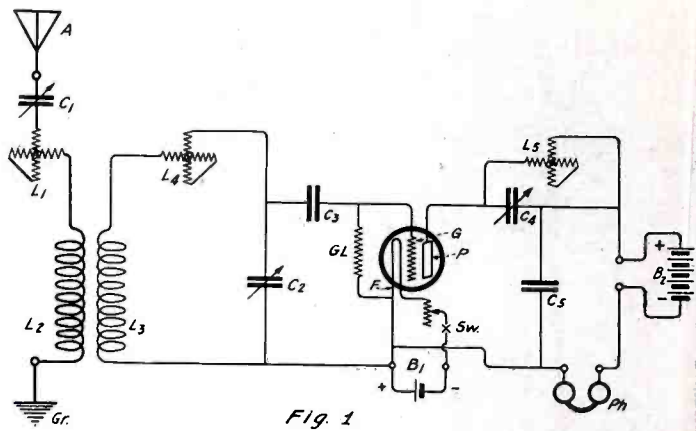 A
C1
L1
L4
L5
C3
C4
G
GL
P
+
B2
-
F
C2
C5
L2
L3
Sw.
B1
+
-
Ph
Gr.
Fig. 1